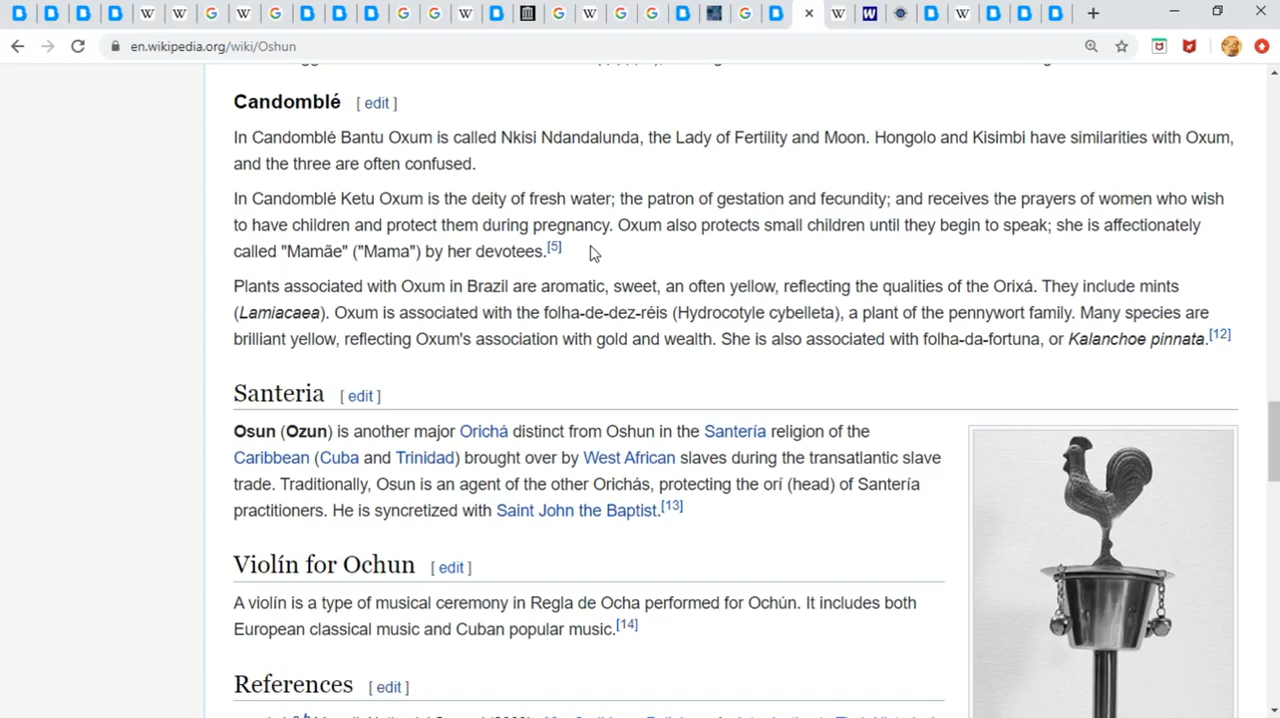 en.wikipedia.org/wiki/Oshun
Candomblé [ edit ]
In Candomblé Bantu Oxum is called Nkisi Ndandalunda, the Lady of Fertility and Moon. Hongolo and Kisimbi have similarities with Oxum,
and the three are often confused.
In Candomblé Ketu Oxum is the deity of fresh water; the patron of gestation and fecundity; and receives the prayers of women who wish
to have children and protect them during pregnancy. Oxum also protects small children until they begin to speak; she is affectionately
called "Mamãe" ("Mama") by her devotees.[5]
Plants associated with Oxum in Brazil are aromatic, sweet, an often yellow, reflecting the qualities of the Orixá. They include mints
(Lamiacaea). Oxum is associated with the folha-de-dez-réis (Hydrocotyle cybelleta), a plant of the pennywort family. Many species are
brilliant yellow, reflecting Oxum's association with gold and wealth. She is also associated with folha-da-fortuna, or Kalanchoe pinnata.[12]
Santeria [ edit ]
Osun (Ozun) is another major Orichá distinct from Oshun in the Santería religion of the
Caribbean (Cuba and Trinidad) brought over by West African slaves during the transatlantic slave
trade. Traditionally, Osun is an agent of the other Orichás, protecting the orí (head) of Santería
practitioners. He is syncretized with Saint John the Baptist.[13]
Violín for Ochun [ edit ]
A violín is a type of musical ceremony in Regla de Ocha performed for Ochún. It includes both
European classical music and Cuban popular music.[14]
References [ edit ]